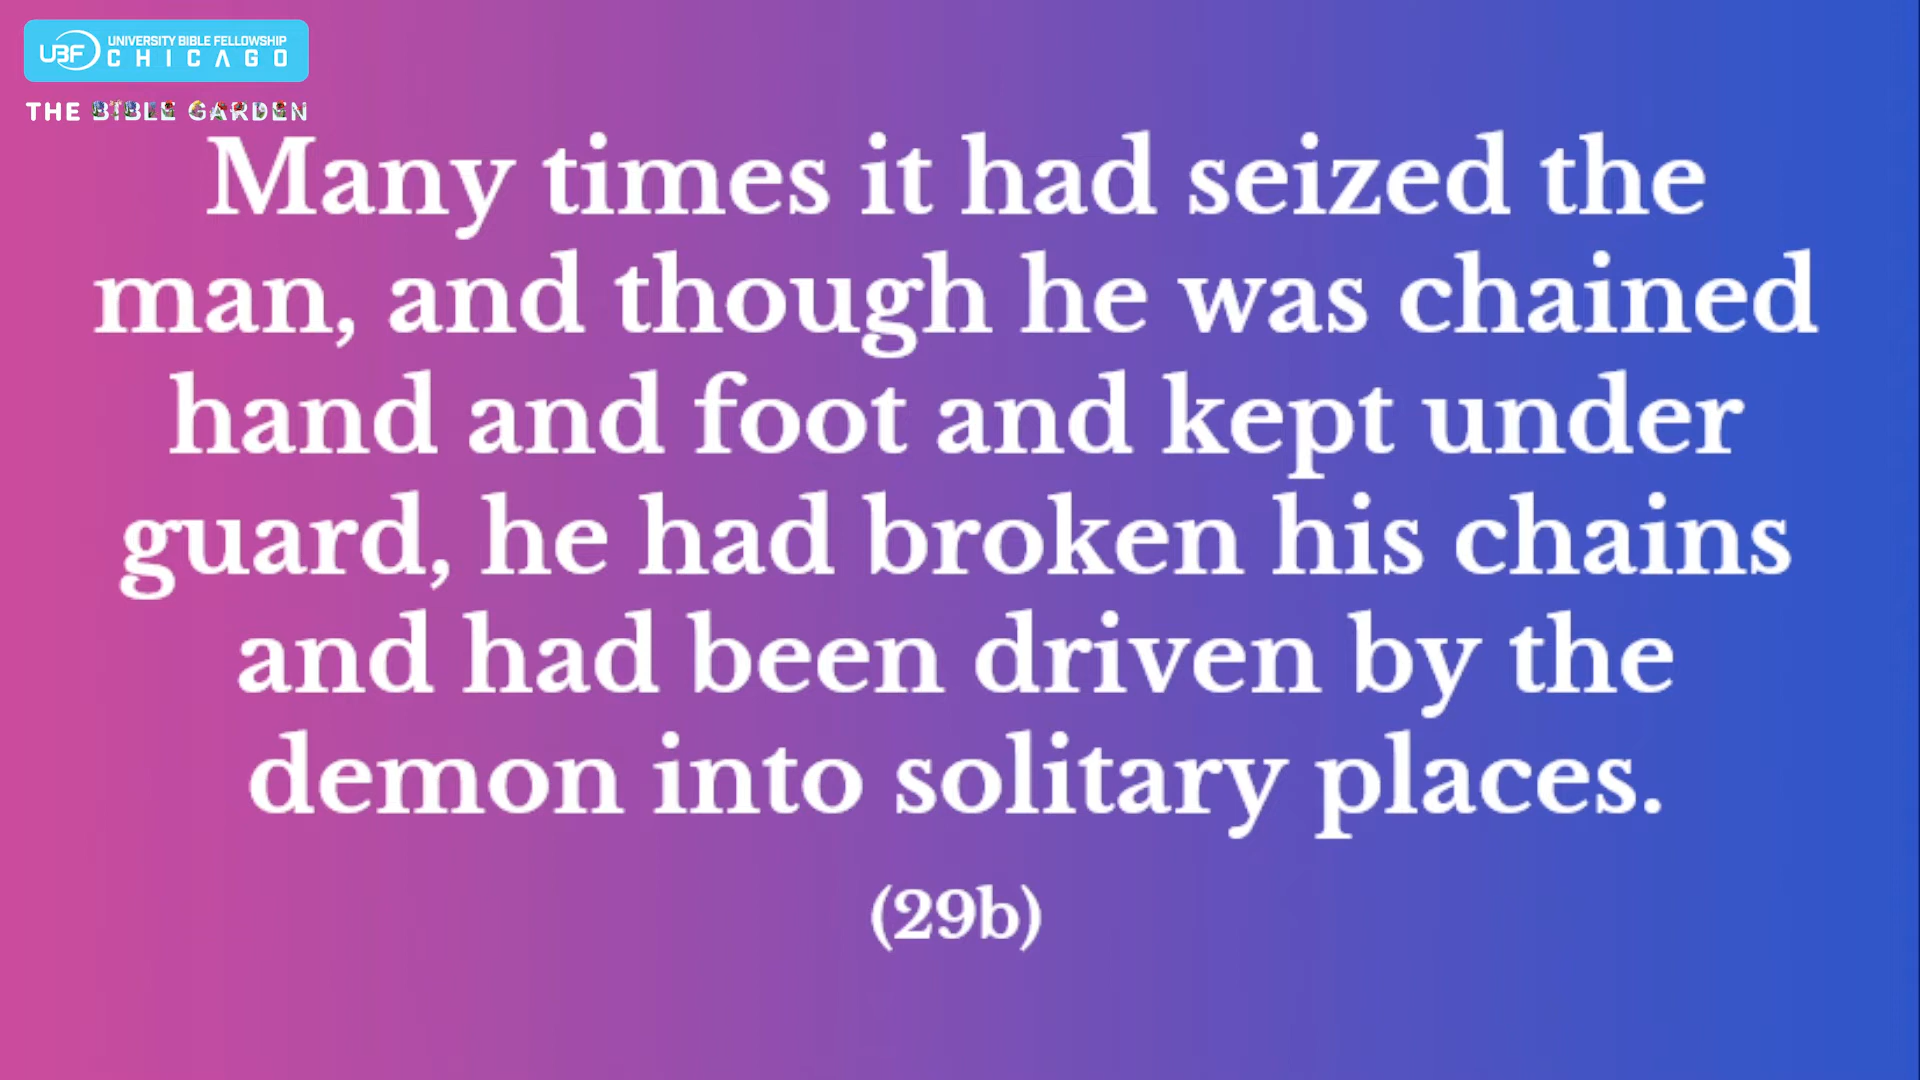 UBF UNIVERSITY BIBLE FELLOWSHIP
CHICAGO
THE BIBLE GARDEN
Many times it had seized the
man, and though he was chained
hand and foot and kept under
guard, he had broken his chains
and had been driven by the
demon into solitary places.
(29b)